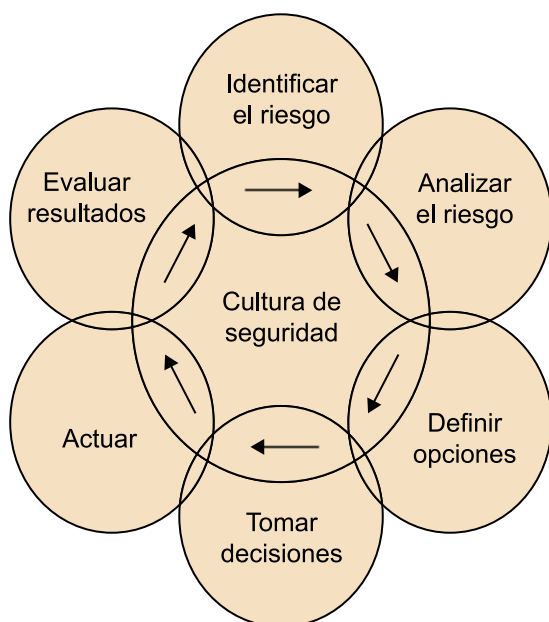 Identificar
el riesgo
Analizar
el riesgo
Definir
opciones
Tomar
decisiones
Actuar
Evaluar
resultados
Cultura de
seguridad